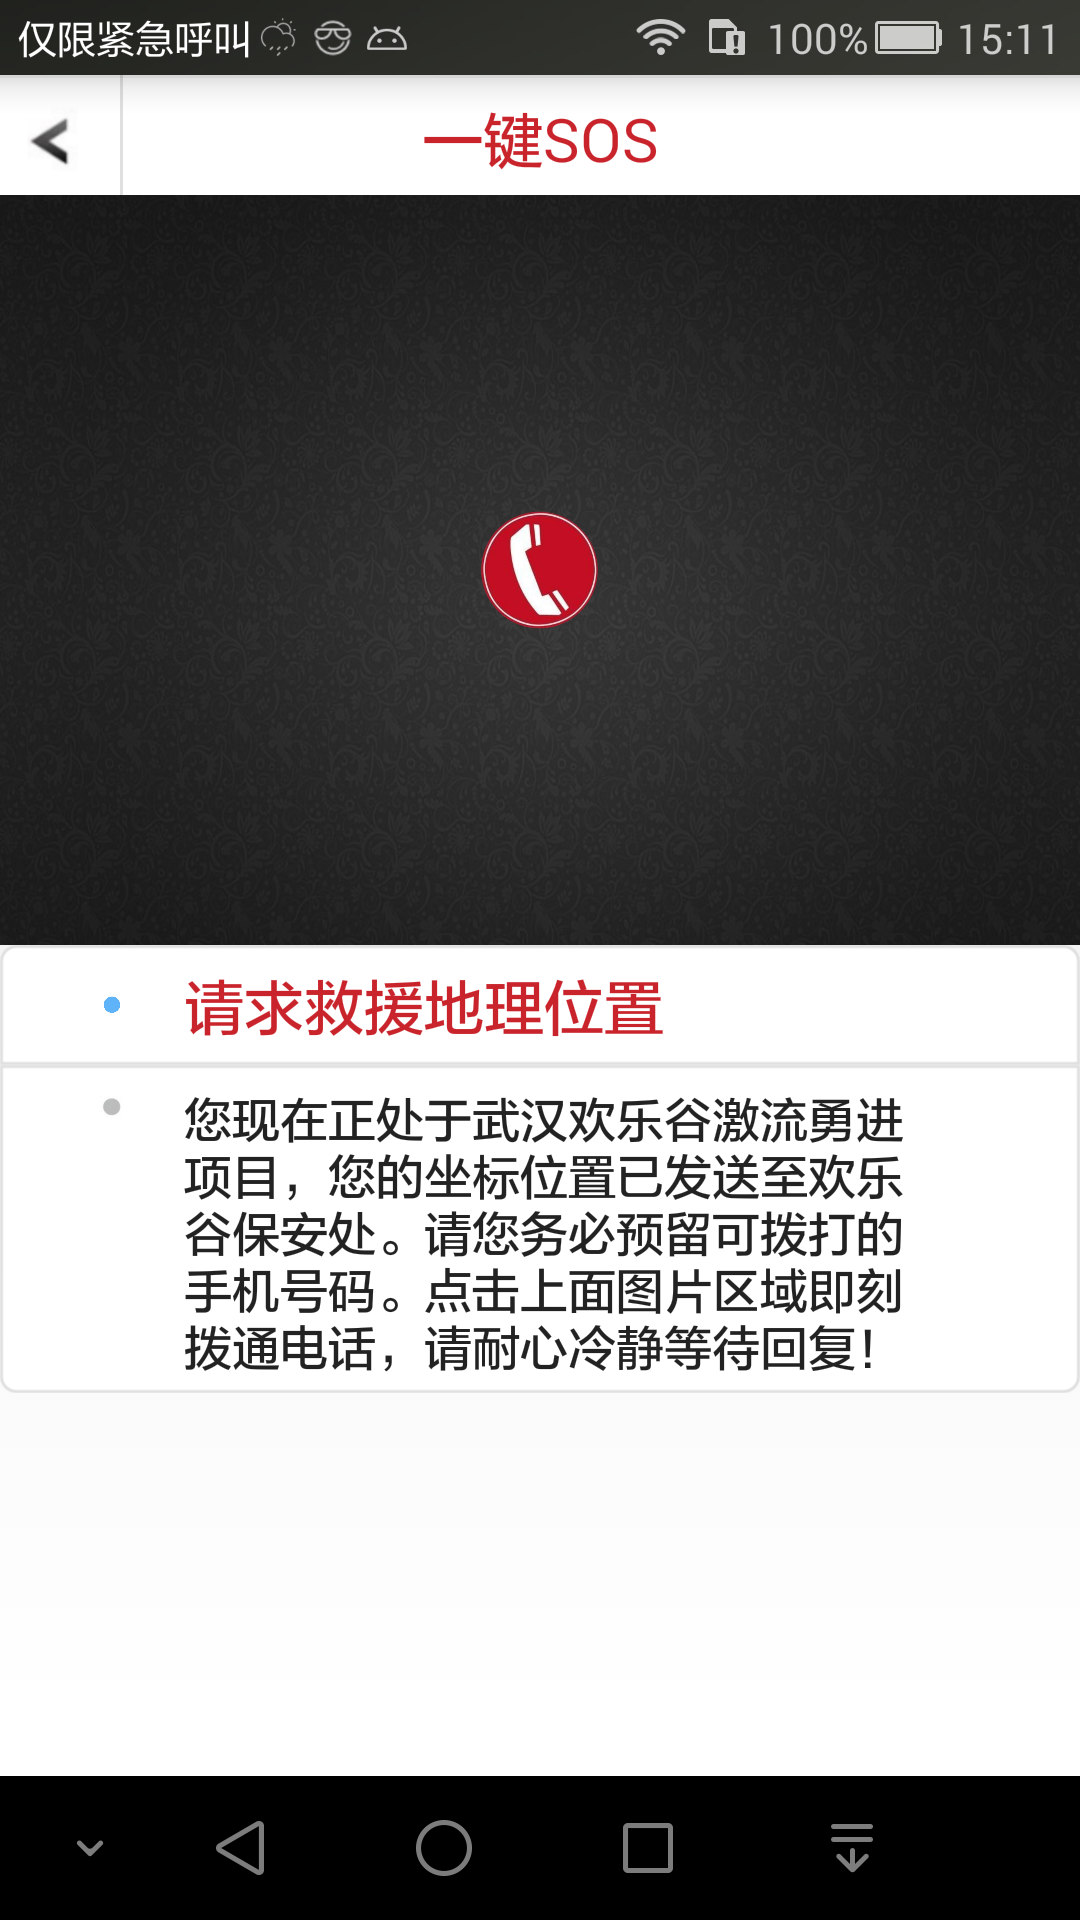 仅限紧急呼叫 100% 15:11
一键SOS
请求救援地理位置
您现在正处于武汉欢乐谷激流勇进
项目，您的坐标位置已发送至欢乐
谷保安处。请您务必预留可拨打的
手机号码。点击上面图片区域即刻
拨通电话，请耐心冷静等待回复！